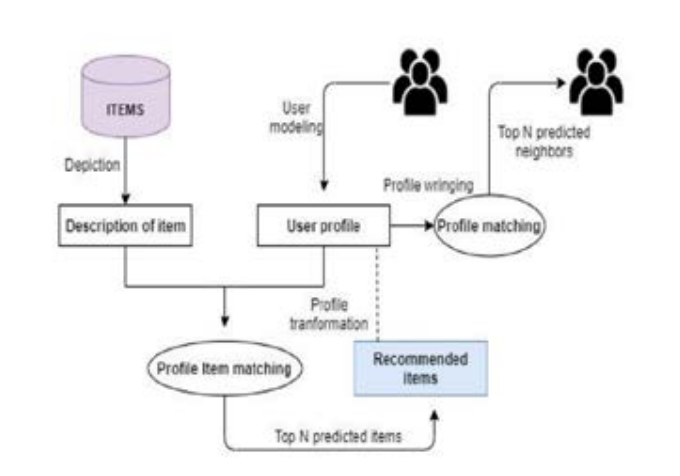 ITEMS
User
modeling
Top N predicted
neighbors
Depiction
Profile wringing
Description of item
User profile
Profile matching
Profile
tranformation
Profile Item matching
Recommended
items
Top N predicted items